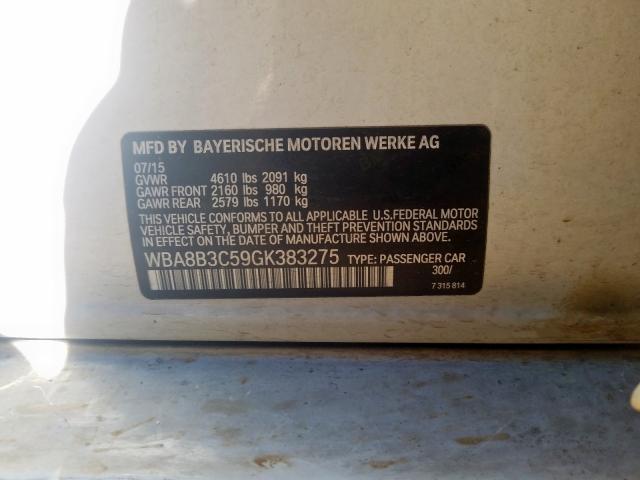 MFD BY BAYERISCHE MOTOREN WERKE AG
07/15
GVWR 4610 lbs 2091 kg
GAWR FRONT 2160 lbs 980 kg
GAWR REAR 2579 lbs 1170 kg
THIS VEHICLE CONFORMS TO ALL APPLICABLE U.S.FEDERAL MOTOR
VEHICLE SAFETY, BUMPER AND THEFT PREVENTION STANDARDS
IN EFFECT ON THE DATE OF MANUFACTURE SHOWN ABOVE.
WBA8B3C59GK383275 TYPE: PASSENGER CAR
300/
7 315 814